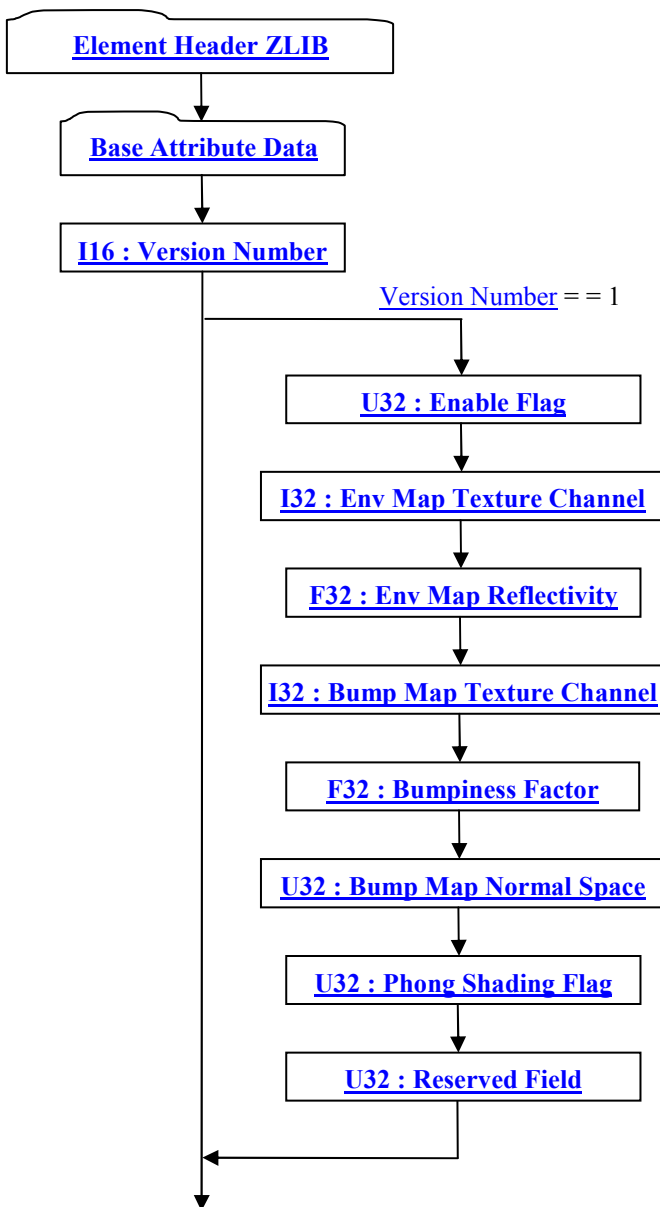 Element Header ZLIB
Base Attribute Data
I16 : Version Number
Version Number = = 1
U32 : Enable Flag
I32 : Env Map Texture Channel
F32 : Env Map Reflectivity
I32 : Bump Map Texture Channel
F32 : Bumpiness Factor
U32 : Bump Map Normal Space
U32 : Phong Shading Flag
U32 : Reserved Field